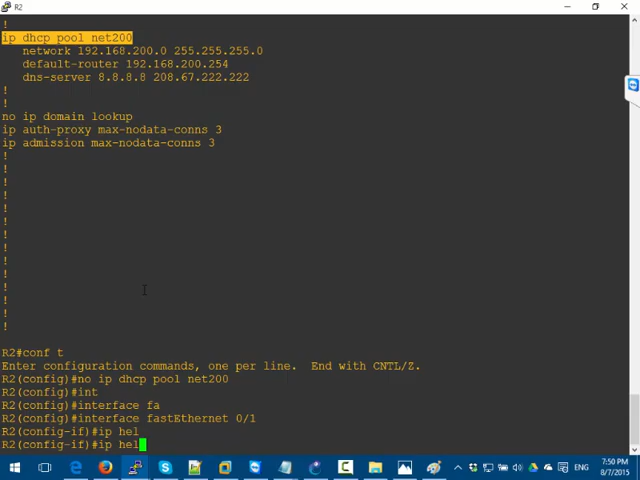 R2
!
ip dhcp pool net200
network 192.168.200.0 255.255.255.0
default-router 192.168.200.254
dns-server 8.8.8.8 208.67.222.222
!
!
no ip domain lookup
ip auth-proxy max-nodata-conns 3
ip admission max-nodata-conns 3
!
!
!
!
!
!
!
!
!
!
!
!
!
!
R2#conf t
Enter configuration commands, one per line.  End with CNTL/Z.
R2(config)#no ip dhcp pool net200
R2(config)#int
R2(config)#interface fa
R2(config)#interface fastEthernet 0/1
R2(config-if)#ip hel
R2(config-if)#ip hel
ENG
7:50 PM
8/7/2015